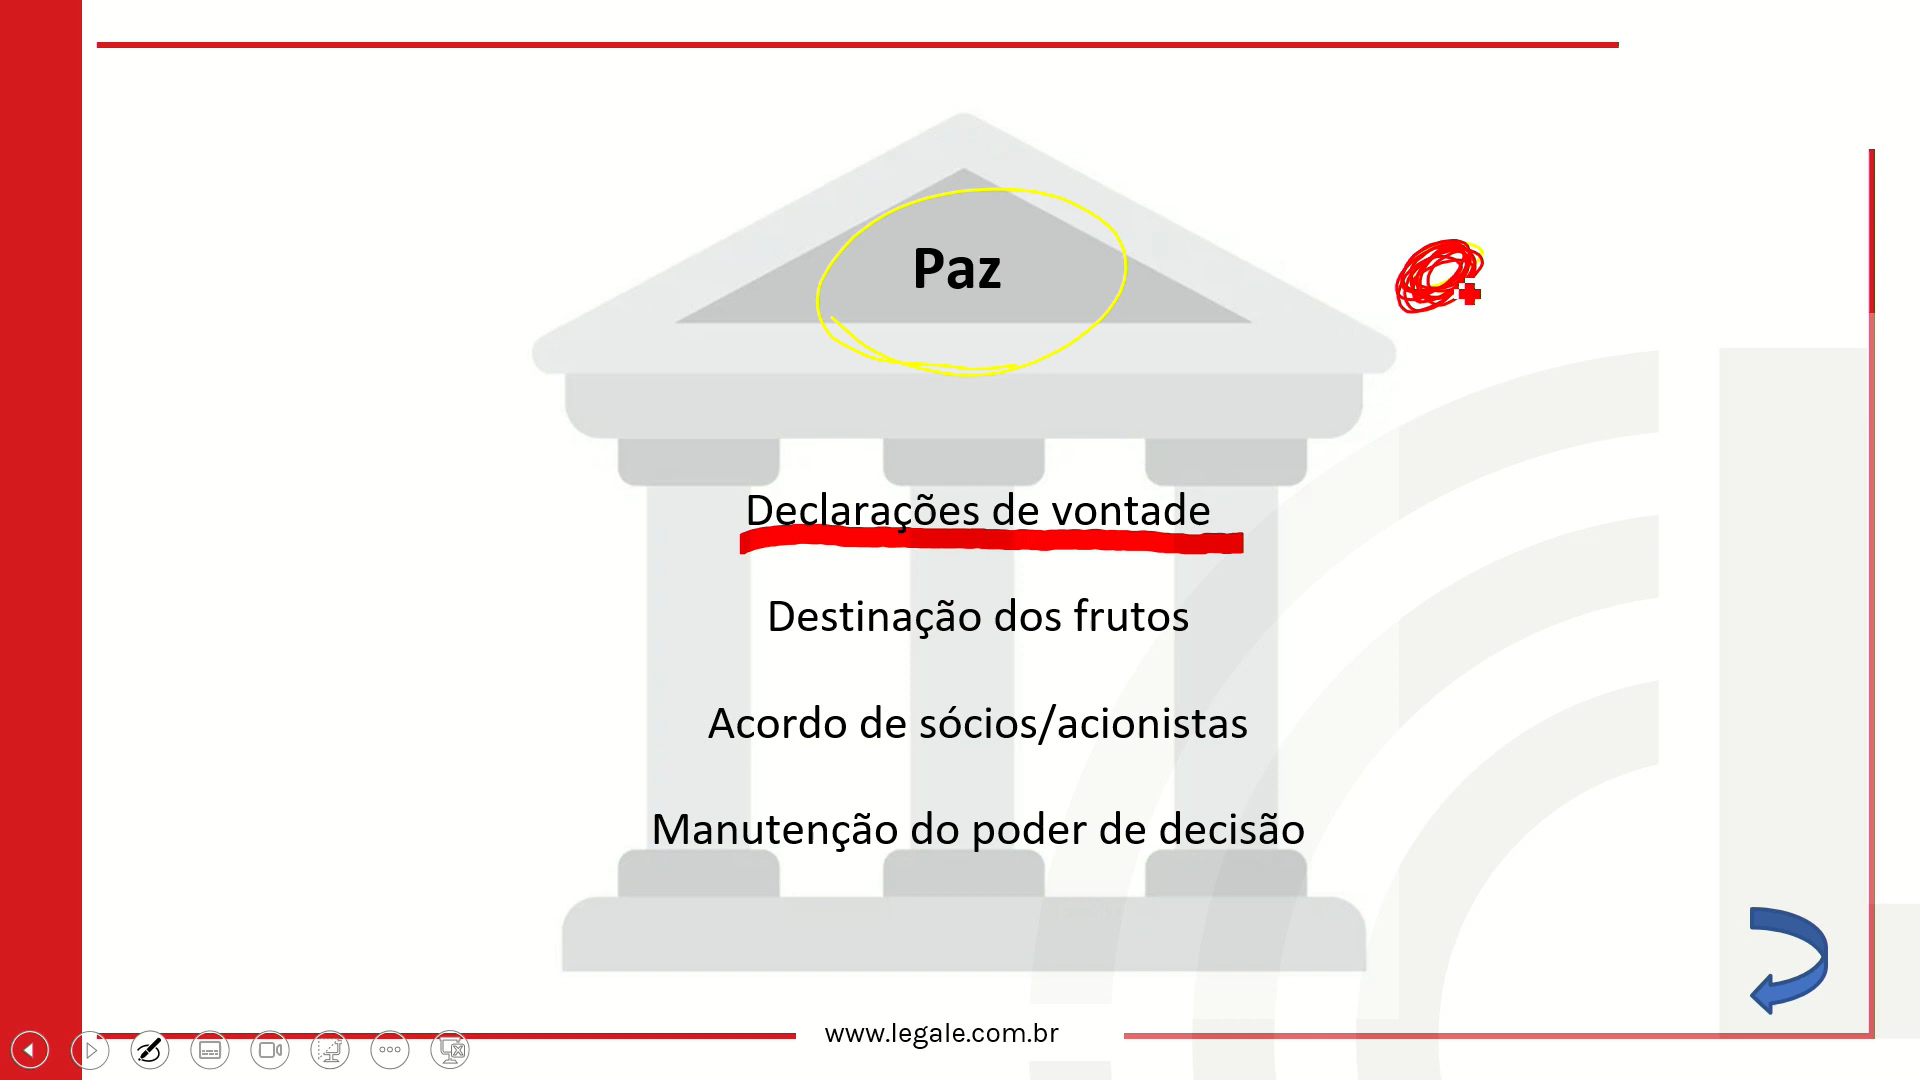 Paz
Declarações de vontade
Destinação dos frutos
Acordo de sócios/acionistas
Manutenção do poder de decisão
www.legale.com.br